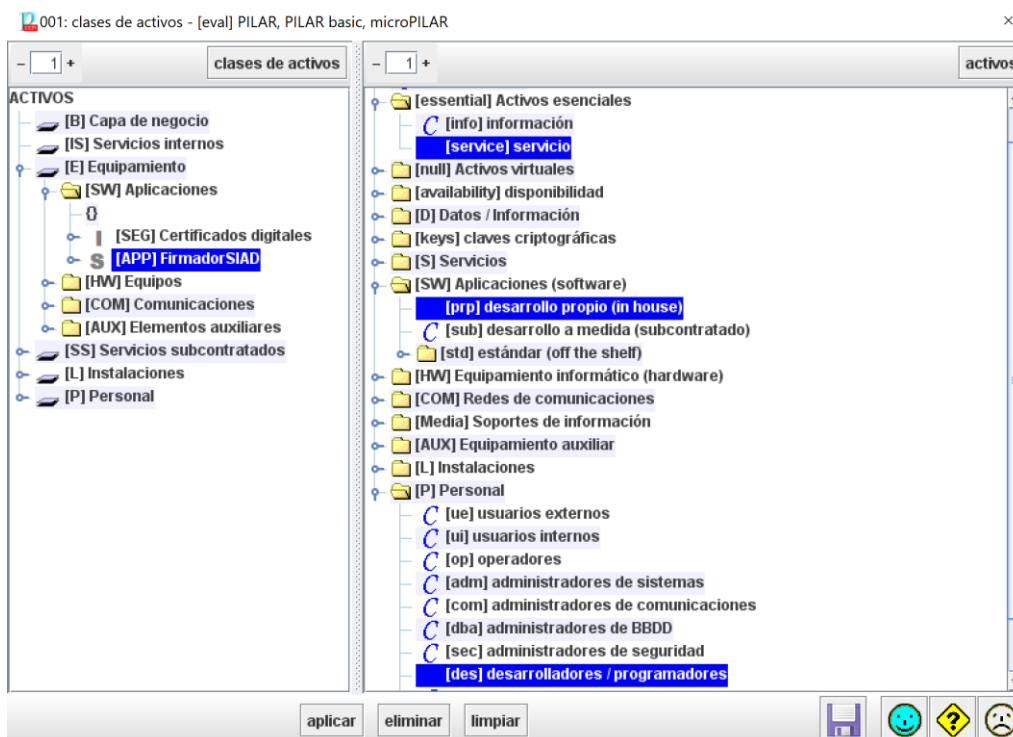 001: clases de activos - [eval] PILAR, PILAR basic, microPILAR
- 1 + clases de activos
ACTIVOS
[B] Capa de negocio
[IS] Servicios internos
[E] Equipamiento
[SW] Aplicaciones
{}
[SEG] Certificados digitales
S [APP] FirmadorSIAD
[HW] Equipos
[COM] Comunicaciones
[AUX] Elementos auxiliares
[SS] Servicios subcontratados
[L] Instalaciones
[P] Personal
- 1 + activos
[essential] Activos esenciales
C [info] información
[service] servicio
[null] Activos virtuales
[availability] disponibilidad
[D] Datos / Información
[keys] claves criptográficas
[S] Servicios
[SW] Aplicaciones (software)
[prp] desarrollo propio (in house)
C [sub] desarrollo a medida (subcontratado)
[std] estándar (off the shelf)
[HW] Equipamiento informático (hardware)
[COM] Redes de comunicaciones
[Media] Soportes de información
[AUX] Equipamiento auxiliar
[L] Instalaciones
[P] Personal
C [ue] usuarios externos
C [ui] usuarios internos
C [op] operadores
C [adm] administradores de sistemas
C [com] administradores de comunicaciones
C [dba] administradores de BBDD
C [sec] administradores de seguridad
[des] desarrolladores / programadores
aplicar eliminar limpiar